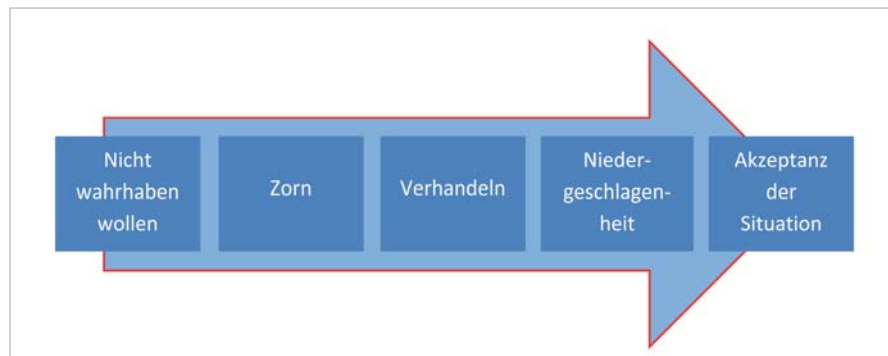 Nicht
wahrhaben
wollen
Zorn
Verhandeln
Nieder-
geschlagen-
heit
Akzeptanz
der
Situation